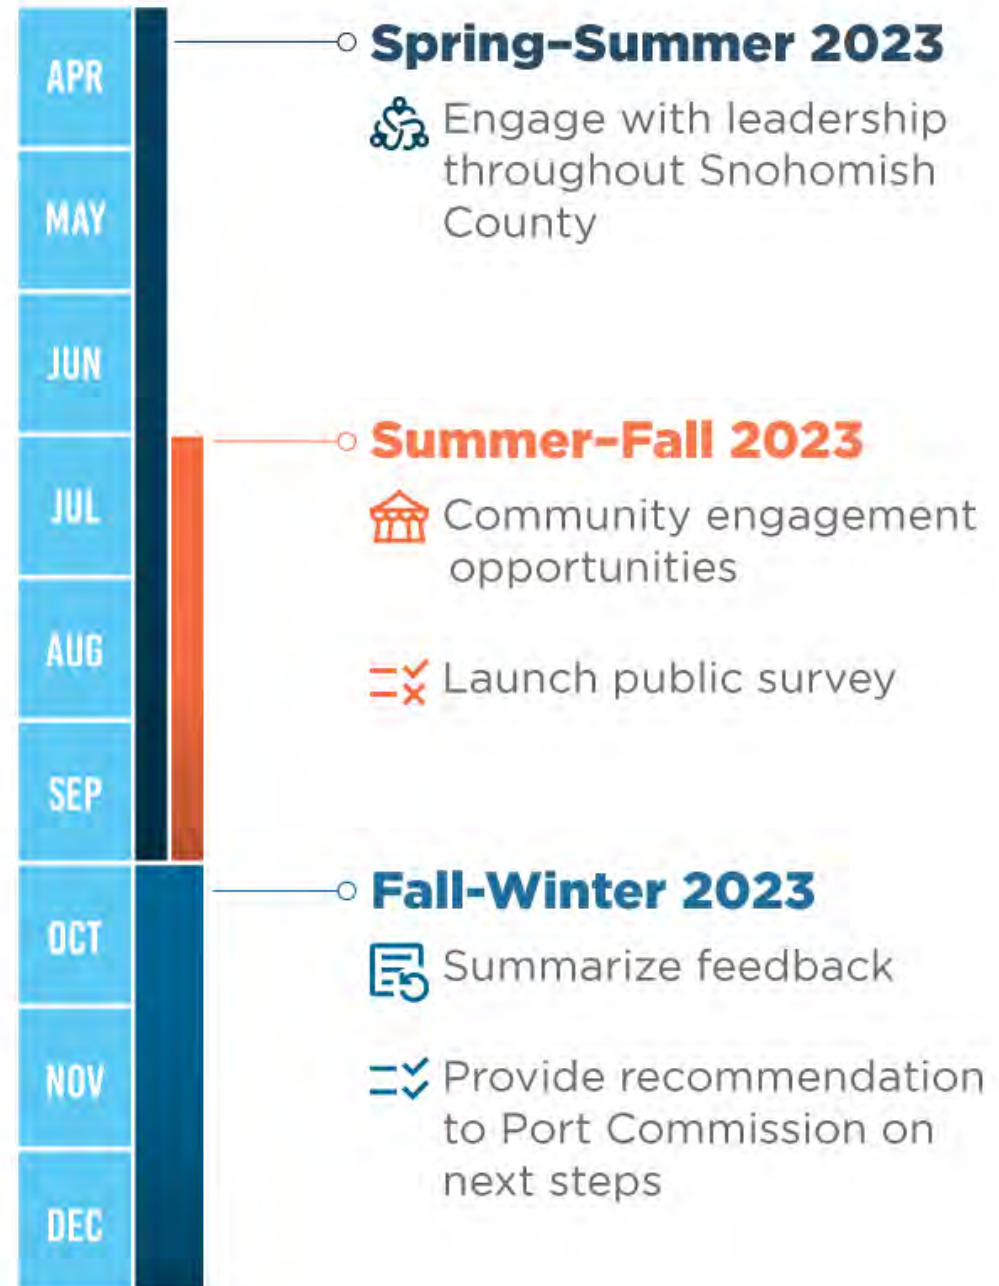 APR
MAY
JUN
JUL
AUG
SEP
OCT
NOV
DEC
Spring–Summer 2023
Engage with leadership
throughout Snohomish
County
Summer–Fall 2023
Community engagement
opportunities
Launch public survey
Fall-Winter 2023
Summarize feedback
Provide recommendation
to Port Commission on
next steps